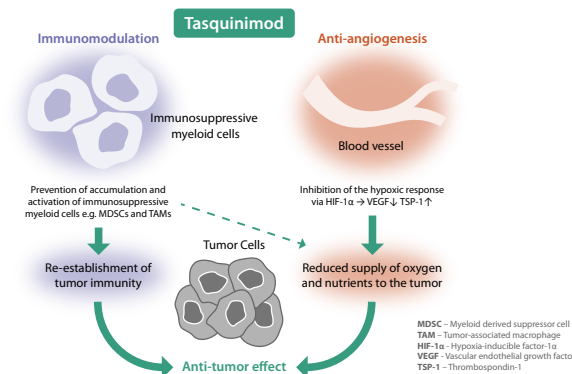 Tasquinimod
Immunomodulation
Anti-angiogenesis
Immunosuppressive
myeloid cells
Blood vessel
Prevention of accumulation and
activation of immunosuppressive
myeloid cells e.g. MDSCs and TAMs
Inhibition of the hypoxic response
via HIF-1α → VEGF↓ TSP-1↑
Tumor Cells
Re-establishment of
tumor immunity
Reduced supply of oxygen
and nutrients to the tumor
Anti-tumor effect
MDSC – Myeloid derived suppressor cell
TAM – Tumor-associated macrophage
HIF-1α - Hypoxia-inducible factor-1α
VEGF - Vascular endothelial growth facto
TSP-1 – Thrombospondin-1